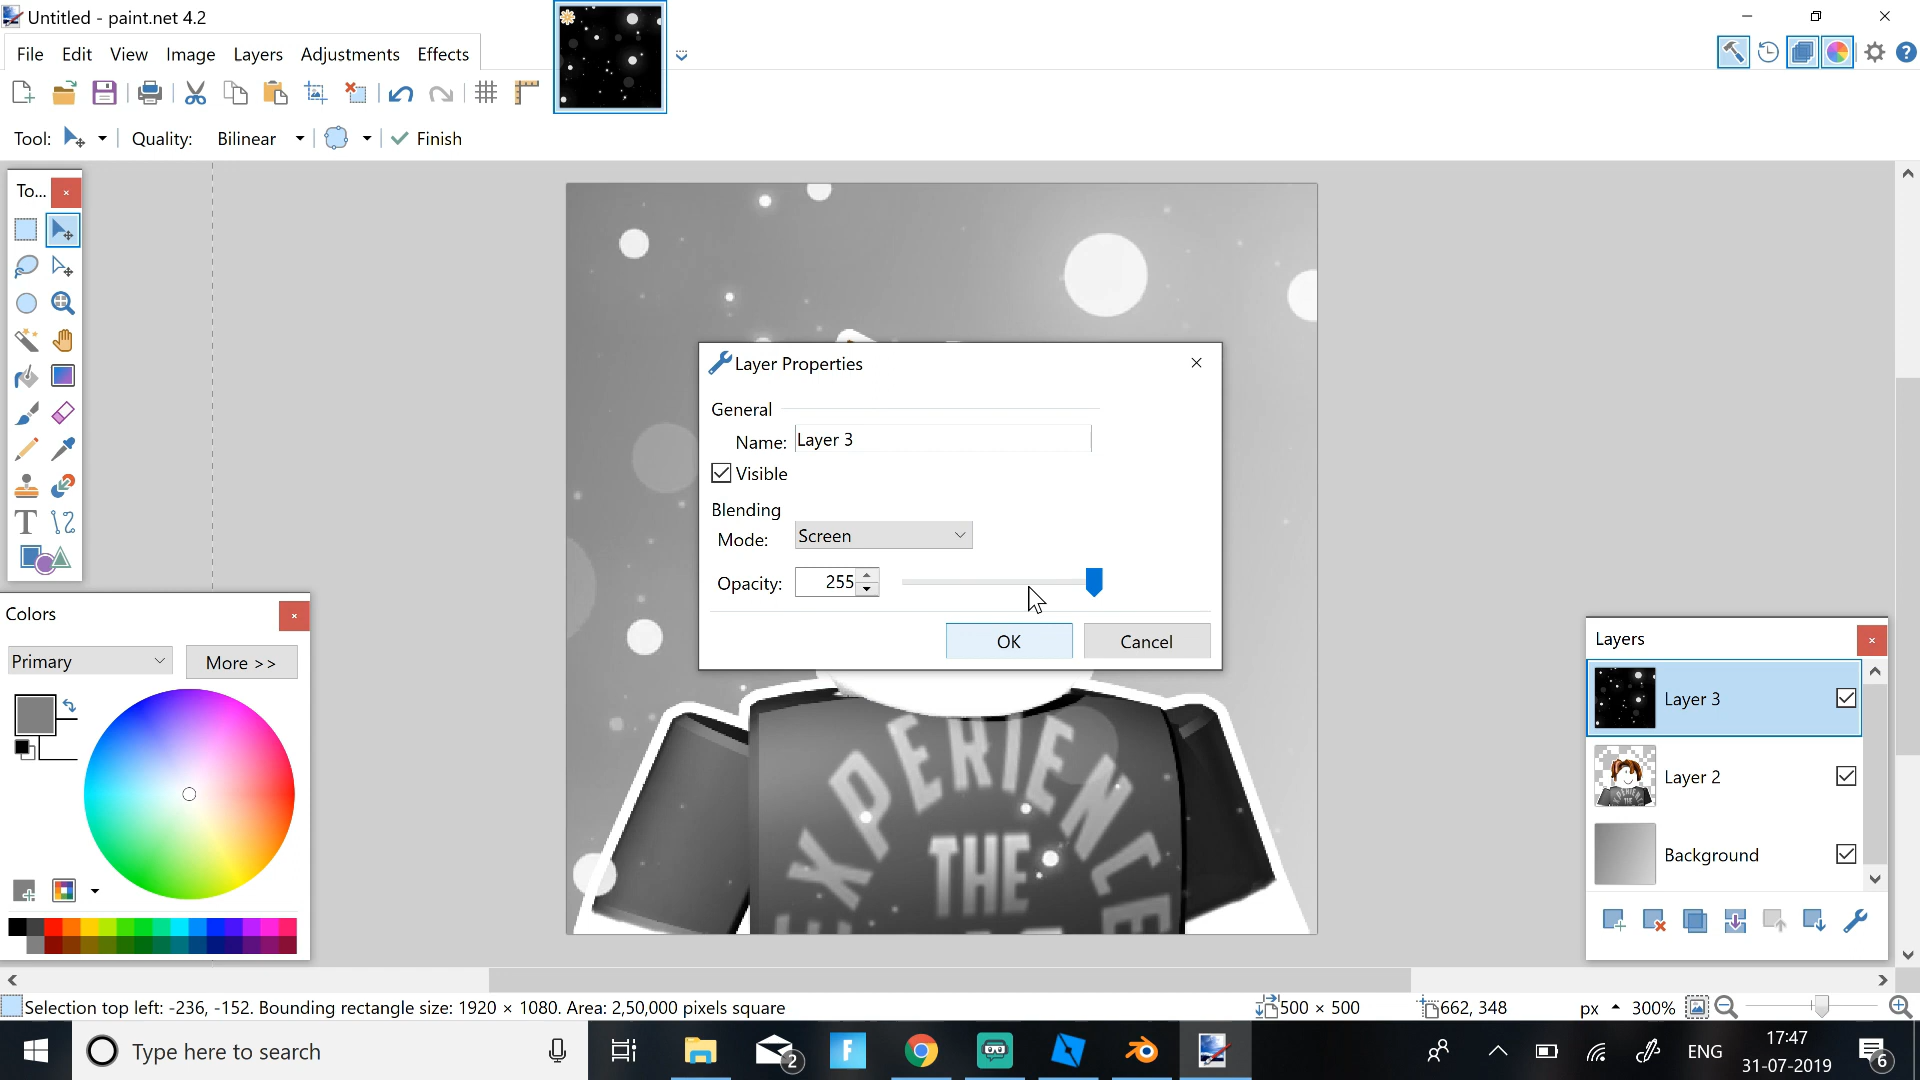 Untitled - paint.net 4.2
File Edit View Image Layers Adjustments Effects
Tool: Quality: Bilinear Finish
To...
Layer Properties
General
Name: Layer 3
Visible
Blending
Mode: Screen
Opacity: 255
OK Cancel
Colors
Primary More >>
Layers
Layer 3
Layer 2
Background
EXPERIENCE
THE
Selection top left: -236, -152. Bounding rectangle size: 1920 × 1080. Area: 2,50,000 pixels square
500 × 500
662, 348
px 300%
Type here to search
2
ENG
17:47
31-07-2019
6